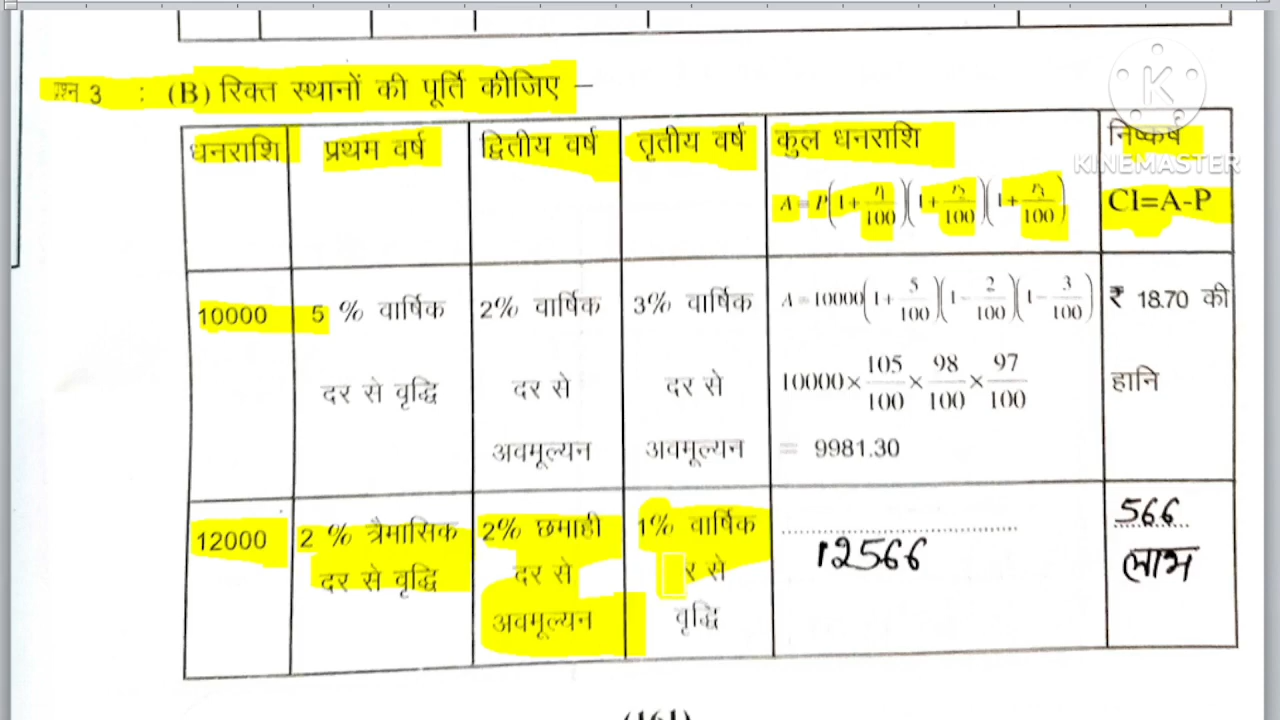 प्रश्न 3 : (B) रिक्त स्थानों की पूर्ति कीजिए –
K
KINEMASTER
धनराशि प्रथम वर्ष द्वितीय वर्ष तृतीय वर्ष कुल धनराशि निष्कर्ष
A = P(1+r₁/100)(1+r₂/100)(1+r₃/100) CI=A-P
10000 5 % वार्षिक 2% वार्षिक 3% वार्षिक A = 10000(1+5/100)(1-2/100)(1-3/100) ₹ 18.70 की
दर से वृद्धि दर से दर से 10000×105/100×98/100×97/100 हानि
अवमूल्यन अवमूल्यन = 9981.30
12000 2 % त्रैमासिक 2% छमाही 1% वार्षिक .................................... 566
दर से वृद्धि दर से र से 12566 लाभ
अवमूल्यन वृद्धि
(161)